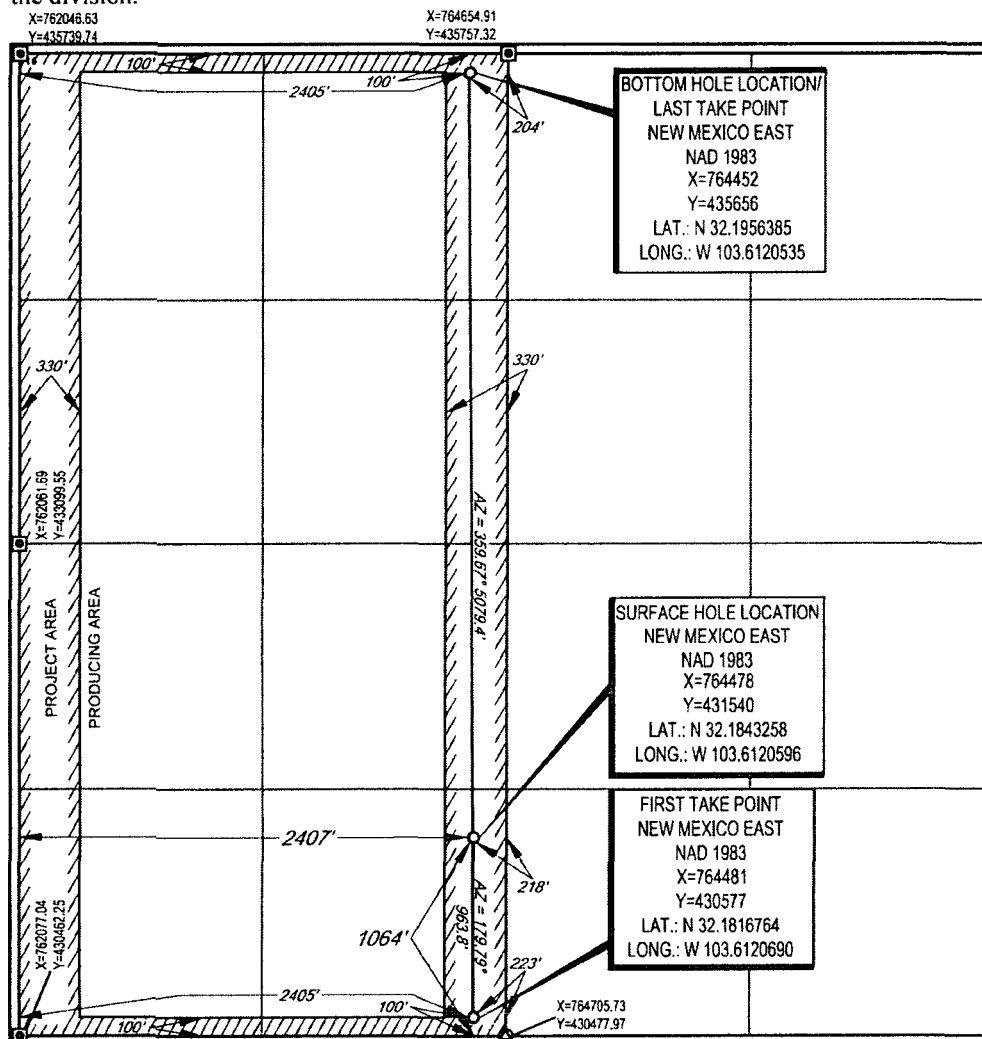 the division.
X=762046.63
Y=435739.74
X=764654.91
Y=435757.32
100'
100'
2405'
204'
BOTTOM HOLE LOCATION/
LAST TAKE POINT
NEW MEXICO EAST
NAD 1983
X=764452
Y=435656
LAT.: N 32.1956385
LONG.: W 103.6120535
330'
330'
X=762061.69
Y=433099.55
AZ = 359.67° 5079.4'
PROJECT AREA
PRODUCING AREA
SURFACE HOLE LOCATION
NEW MEXICO EAST
NAD 1983
X=764478
Y=431540
LAT.: N 32.1843258
LONG.: W 103.6120596
2407'
218'
FIRST TAKE POINT
NEW MEXICO EAST
NAD 1983
X=764481
Y=430577
LAT.: N 32.1816764
LONG.: W 103.6120690
X=762077.04
Y=430462.25
1064'
AZ = 179.79°
963.8'
223'
2405'
100'
100'
X=764705.73
Y=430477.97